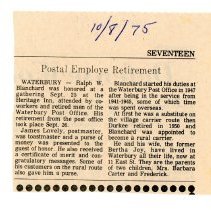 10/8/75
SEVENTEEN
Postal Employe Retirement
WATERBURY — Ralph W.
Blanchard was honored at a
gathering Sept. 29 at the
Heritage Inn, attended by co-
workers and retired men of the
Waterbury Post Office. His
retirement from the post office
took place Sept. 26.
James Lovely, postmaster,
was toastmaster and a purse of
money was presented to the
guest of honor. He also received
a certificate of merit and con-
gratulatory messages. Some of
his customers on the rural route
also gave him a purse.
Blanchard started his duties at
the Waterbury Post Office in 1947
after being in the service from
1941-1945, some of which time
was spent overseas.
At first he was a substitute on
the village carrier route then
Durkee retired in 1950 and
Blanchard was appointed to
become a rural carrier.
He and his wife, the former
Bertha Joy, have lived in
Waterbury all their life, now at
11 East St. They are the parents
of two children, Mrs. Barbara
Carter and Frederick.